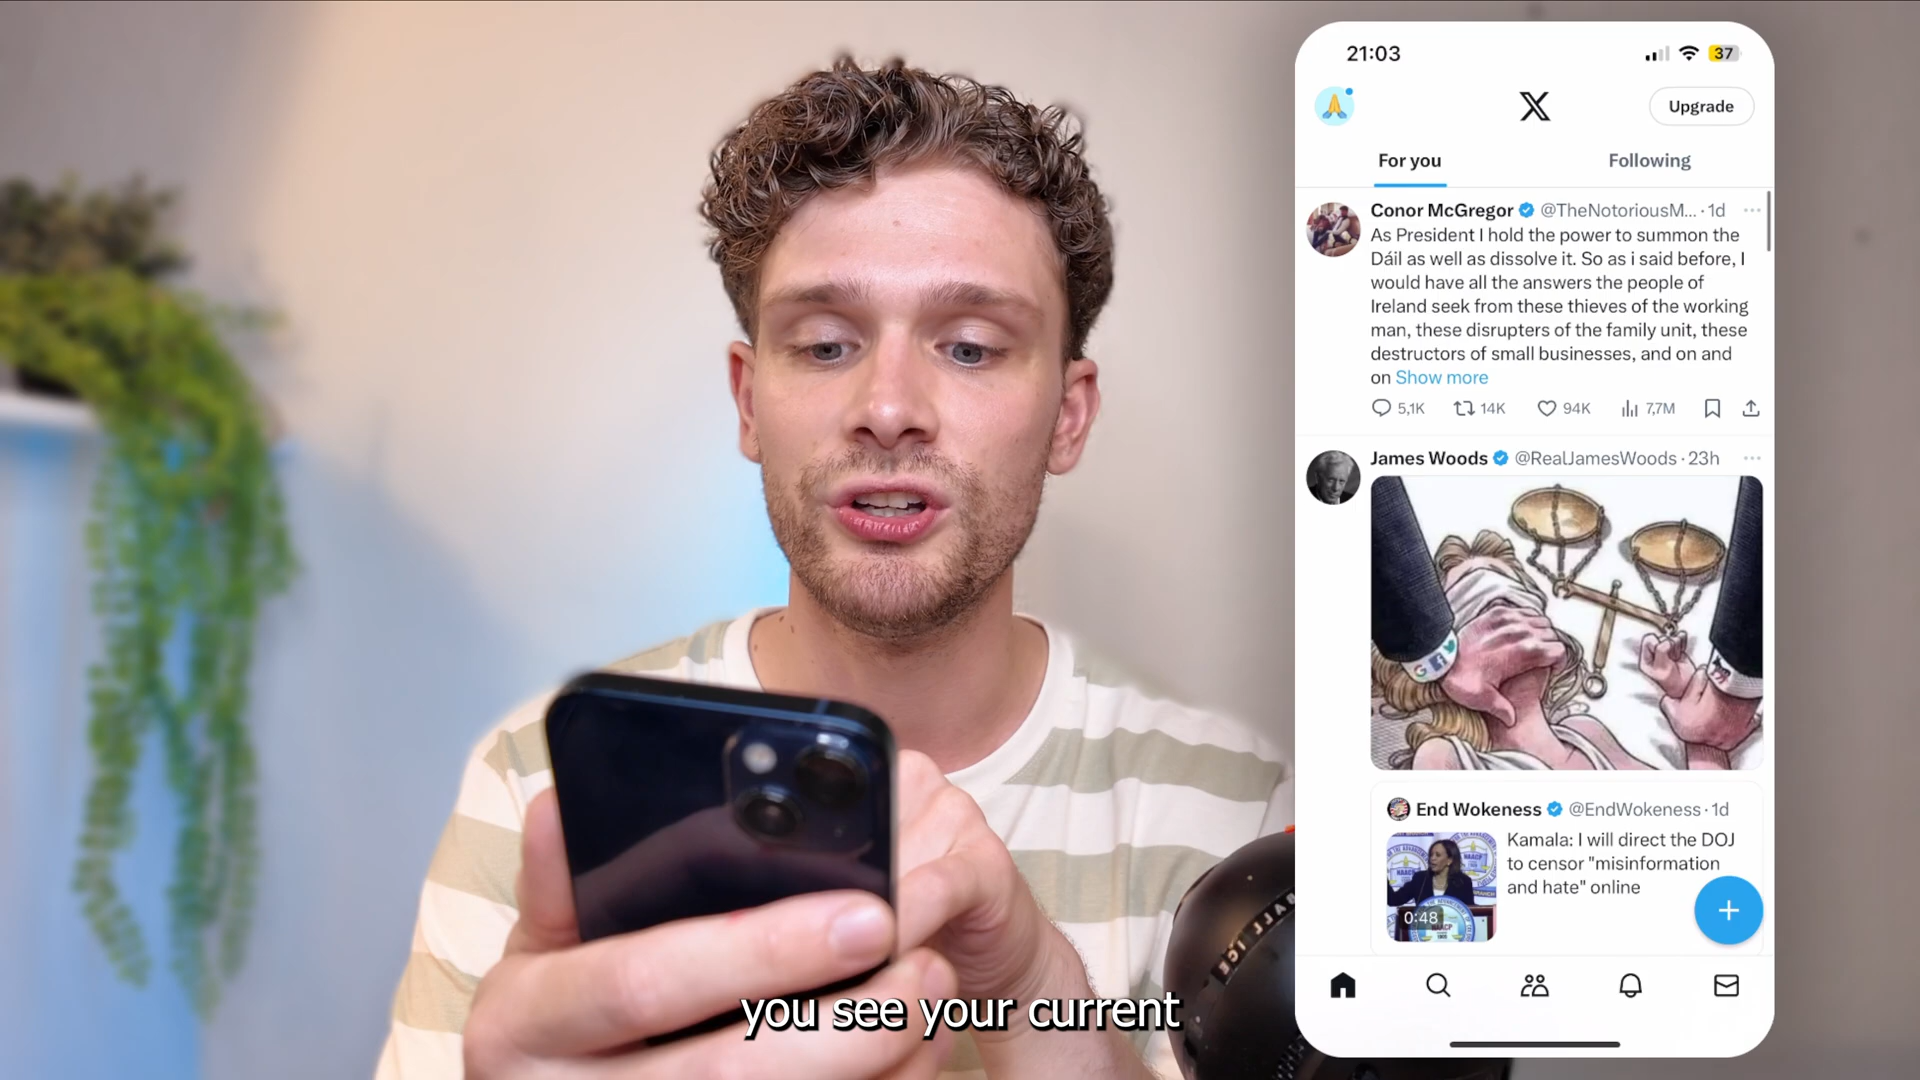 21:03
37
X
Upgrade
For you
Following
Conor McGregor @TheNotoriousM... · 1d
As President I hold the power to summon the
Dáil as well as dissolve it. So as i said before, I
would have all the answers the people of
Ireland seek from these thieves of the working
man, these disrupters of the family unit, these
destructors of small businesses, and on and
on Show more
5,1K 14K 94K 7,7M
James Woods @RealJamesWoods · 23h
G f
End Wokeness @EndWokeness · 1d
Kamala: I will direct the DOJ
to censor "misinformation
and hate" online
NAACP
NAACP
0:48
BALL ICE
you see your current